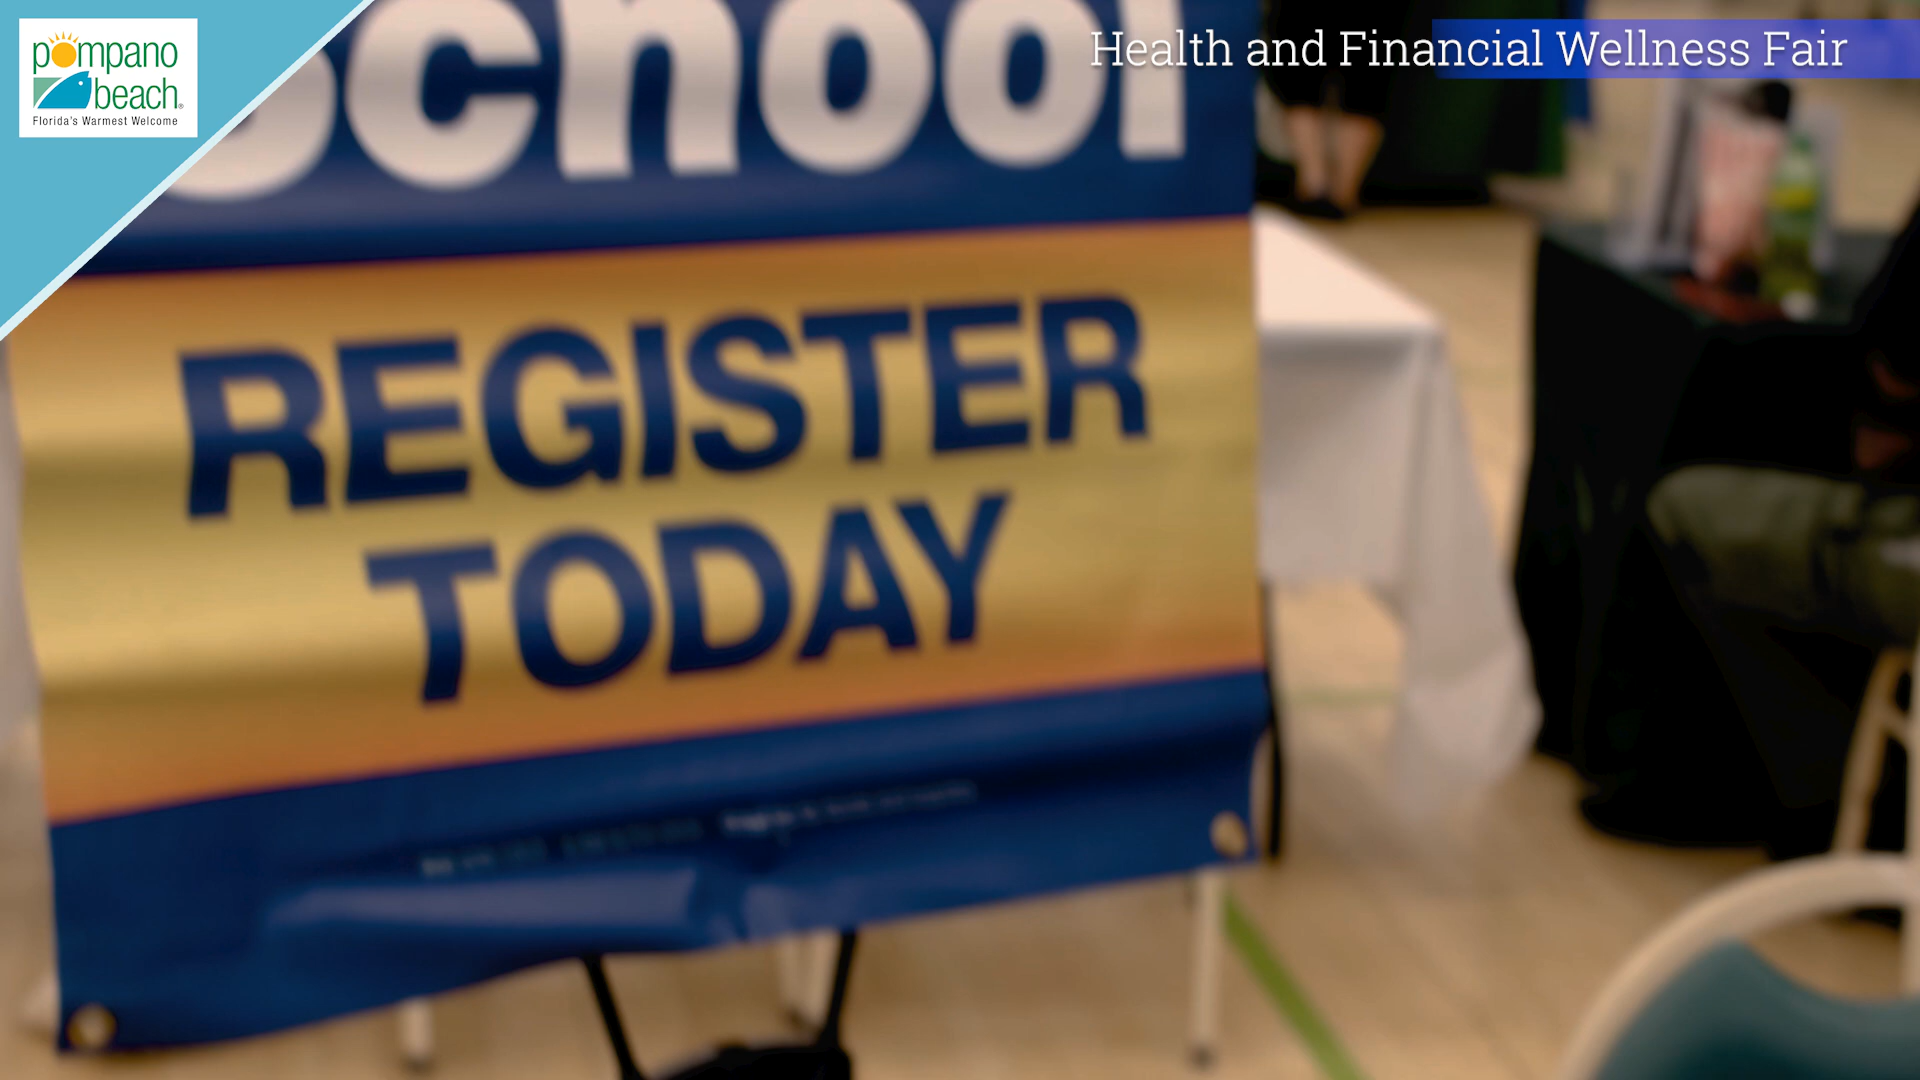 pompano
beach
Florida's Warmest Welcome
Health and Financial Wellness Fair
School
REGISTER
TODAY